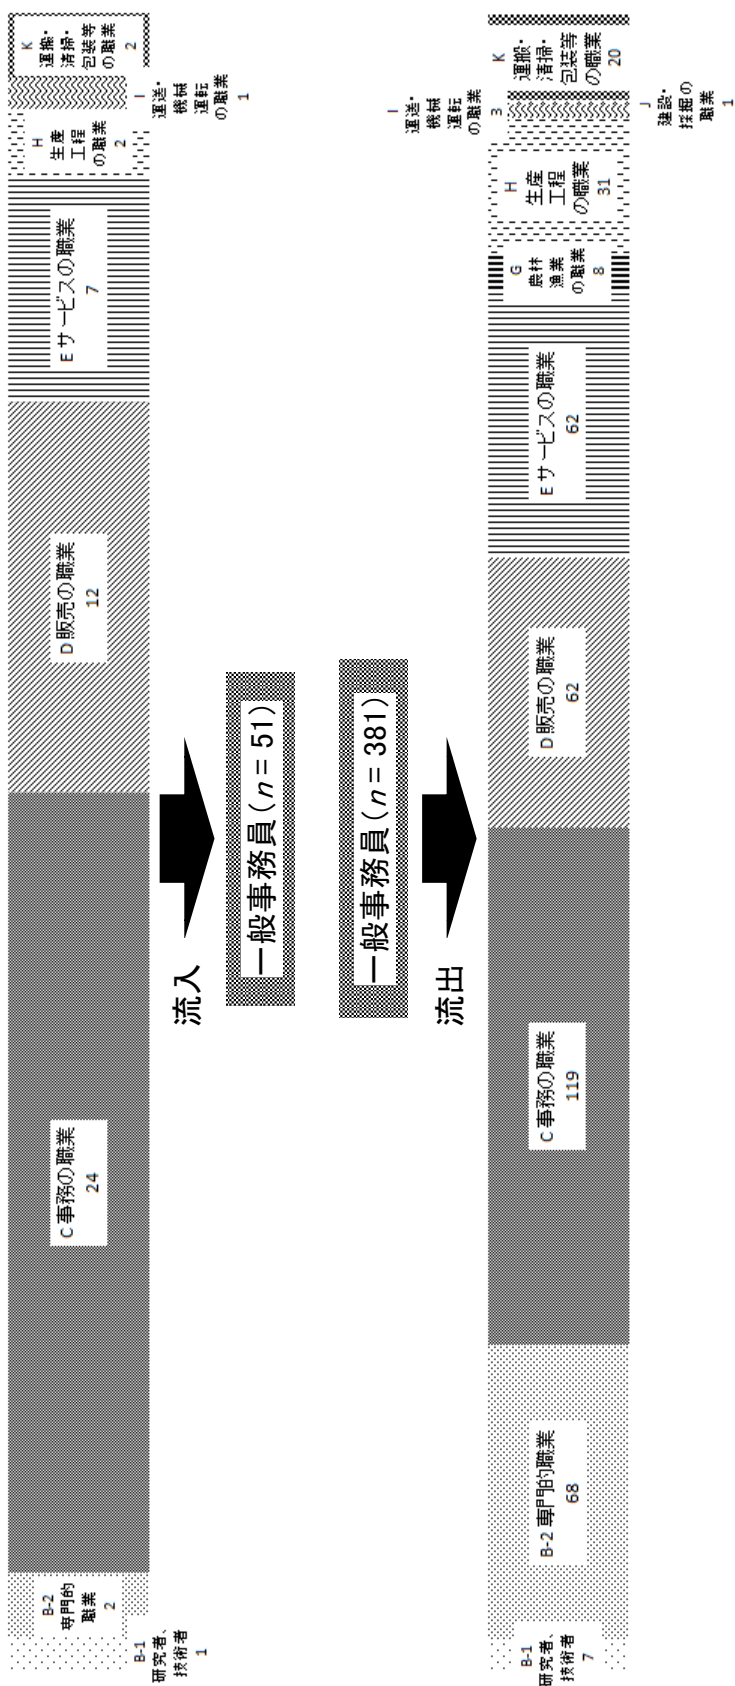 B-1
研究者、
技術者
1
B-2
専門的
職業
2
C 事務の職業
24
D 販売の職業
12
E サービスの職業
7
H
生産
工程
の職業
2
I
運送・
機械
運転
の職業
1
K
運搬・
清掃・
包装等
の職業
2
流入
一般事務員(n = 51)
一般事務員(n = 381)
流出
B-1
研究者、
技術者
7
B-2 専門的職業
68
C 事務の職業
119
D 販売の職業
62
E サービスの職業
62
G
農林
漁業
の職業
8
H
生産
工程
の職業
31
I
運送・
機械
運転
の職業
3
J
建設・
採掘の
職業
1
K
運搬・
清掃・
包装等
の職業
20